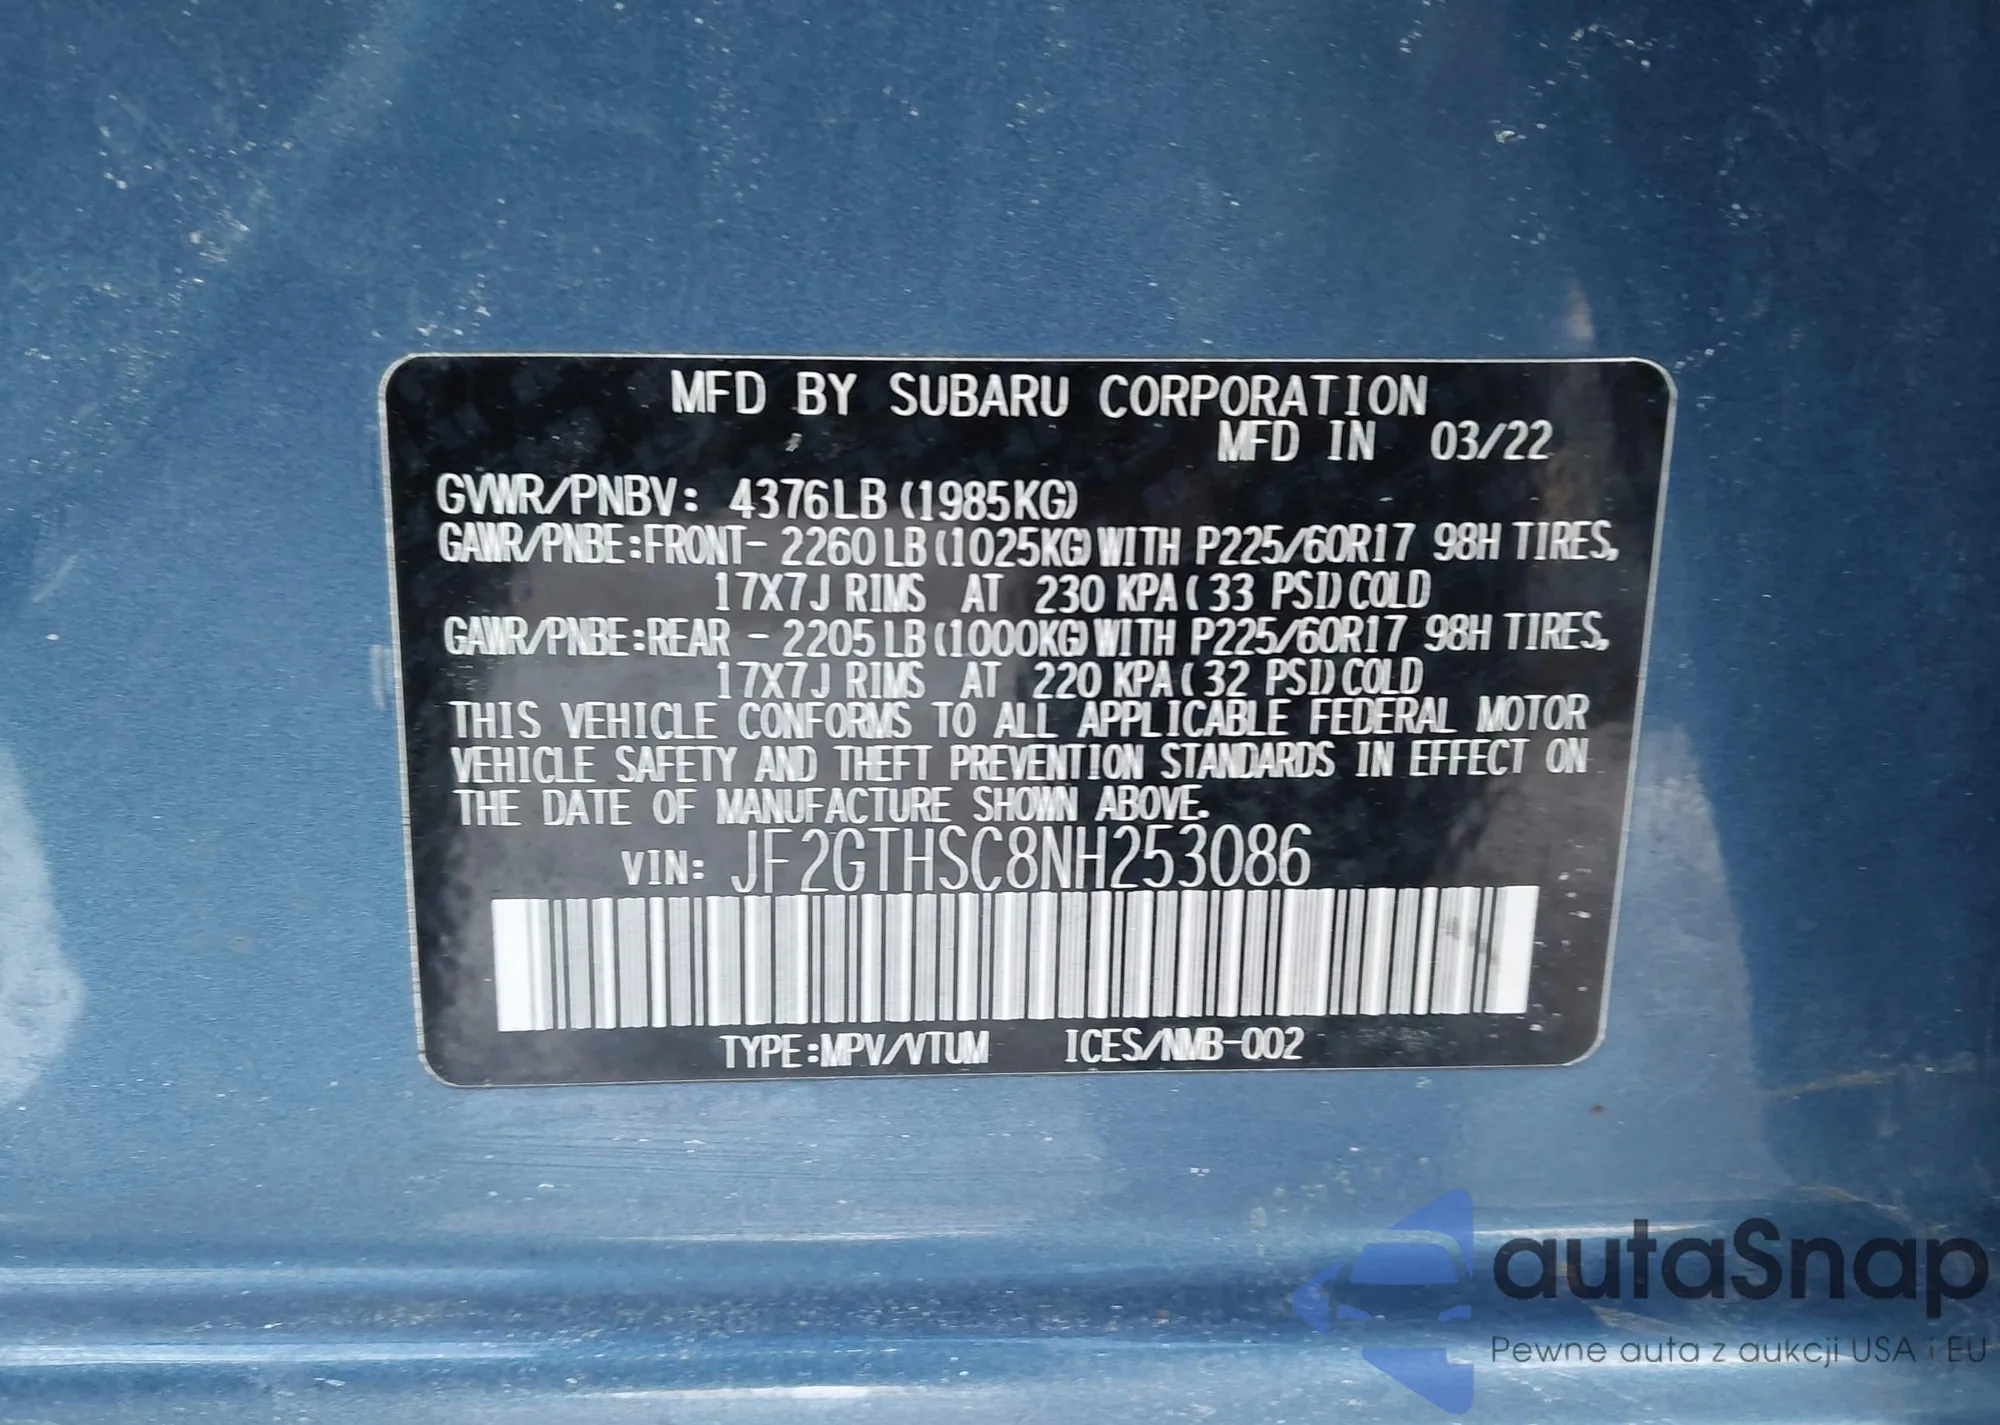 MFD BY SUBARU CORPORATION
MFD IN 03/22
GVWR/PNBV: 4376LB (1985KG)
GAWR/PNBE:FRONT- 2260LB(1025KG)WITH P225/60R17 98H TIRES,
17X7J RIMS AT 230 KPA(33 PSI)COLD
GAWR/PNBE:REAR - 2205LB(1000KG)WITH P225/60R17 98H TIRES,
17X7J RIMS AT 220 KPA(32 PSI)COLD
THIS VEHICLE CONFORMS TO ALL APPLICABLE FEDERAL MOTOR
VEHICLE SAFETY AND THEFT PREVENTION STANDARDS IN EFFECT ON
THE DATE OF MANUFACTURE SHOWN ABOVE.
VIN: JF2GTHSC8NH253086
TYPE:MPV/VTUM ICES/NMB-002
autaSnap
Pewne auta z aukcji USA i EU